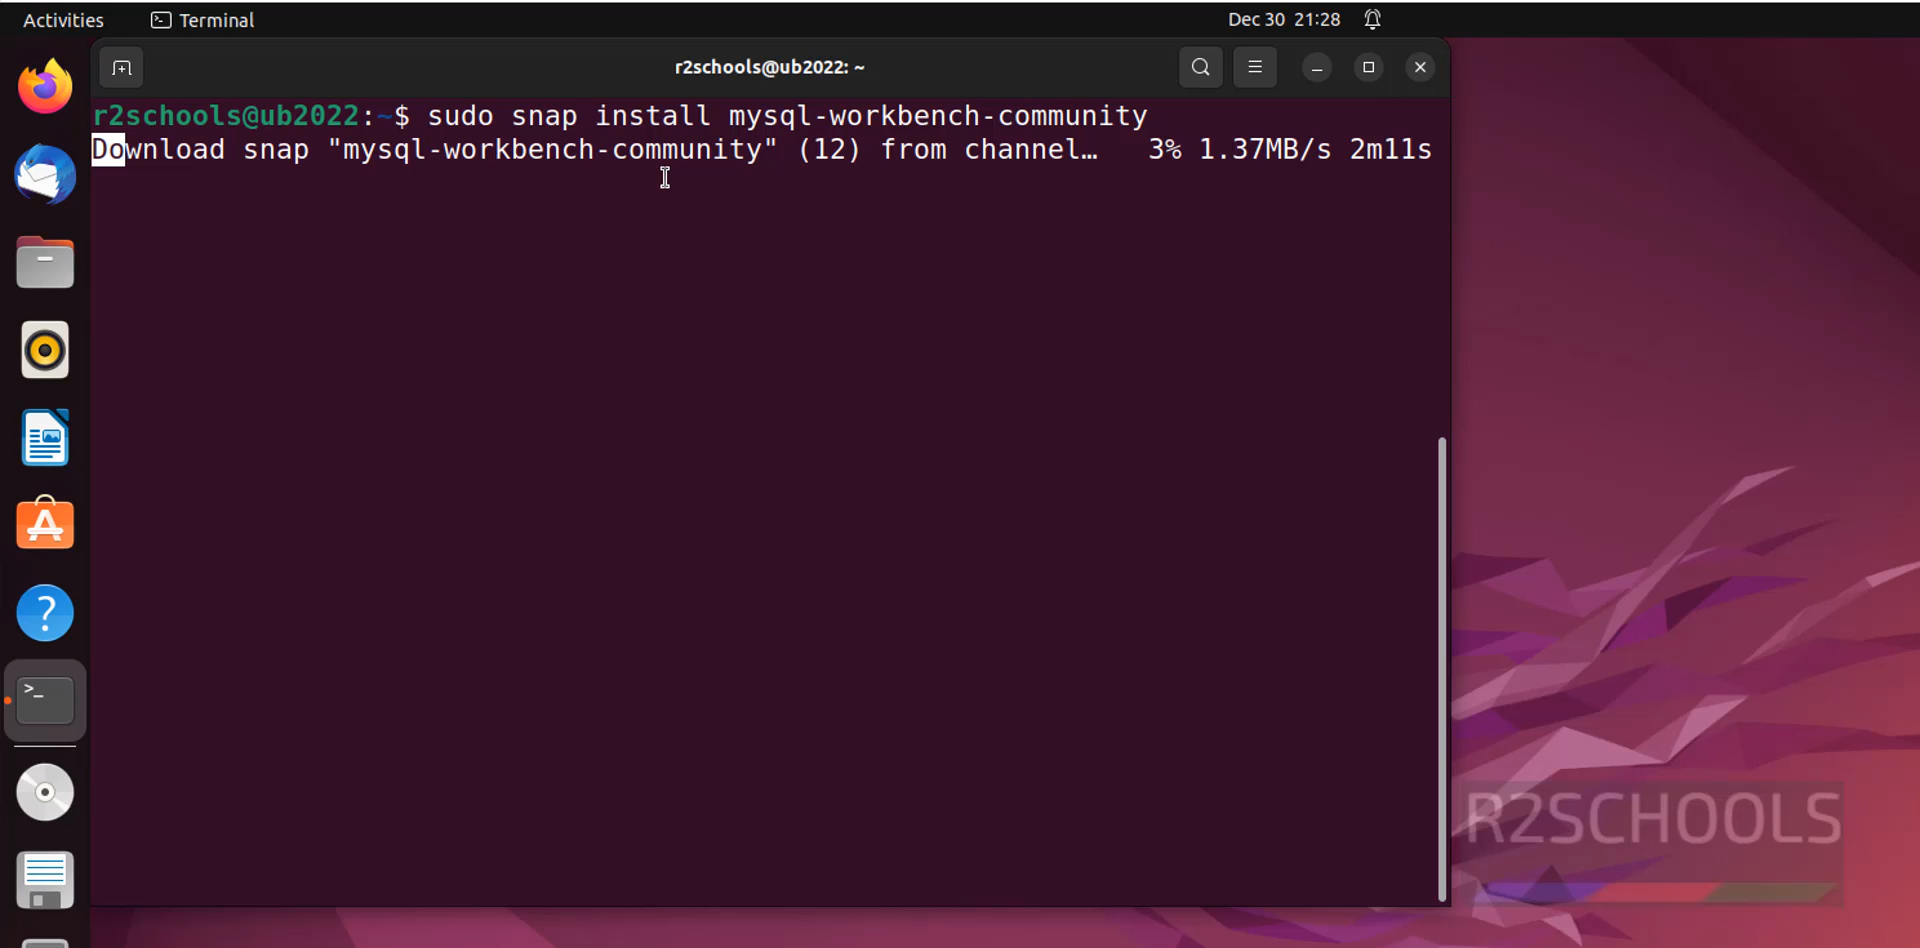 Activities
Terminal
Dec 30 21:28
r2schools@ub2022: ~
r2schools@ub2022:~$ sudo snap install mysql-workbench-community
Download snap "mysql-workbench-community" (12) from channel… 3% 1.37MB/s 2m11s
R2SCHOOLS